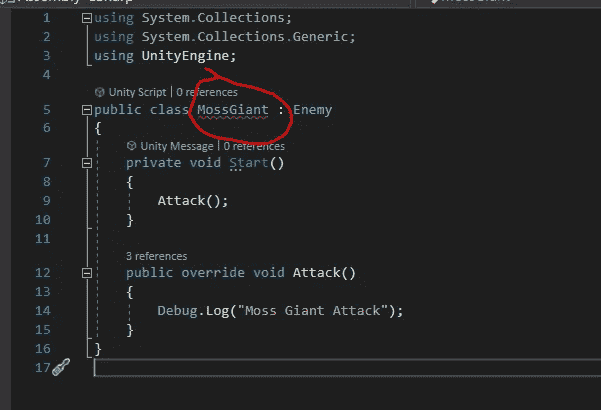 1 using System.Collections;
2 using System.Collections.Generic;
3 using UnityEngine;
4
Unity Script | 0 references
5 public class MossGiant : Enemy
6 {
Unity Message | 0 references
7 private void Start()
8 {
9 Attack();
10 }
11
3 references
12 public override void Attack()
13 {
14 Debug.Log("Moss Giant Attack");
15 }
16 }
17